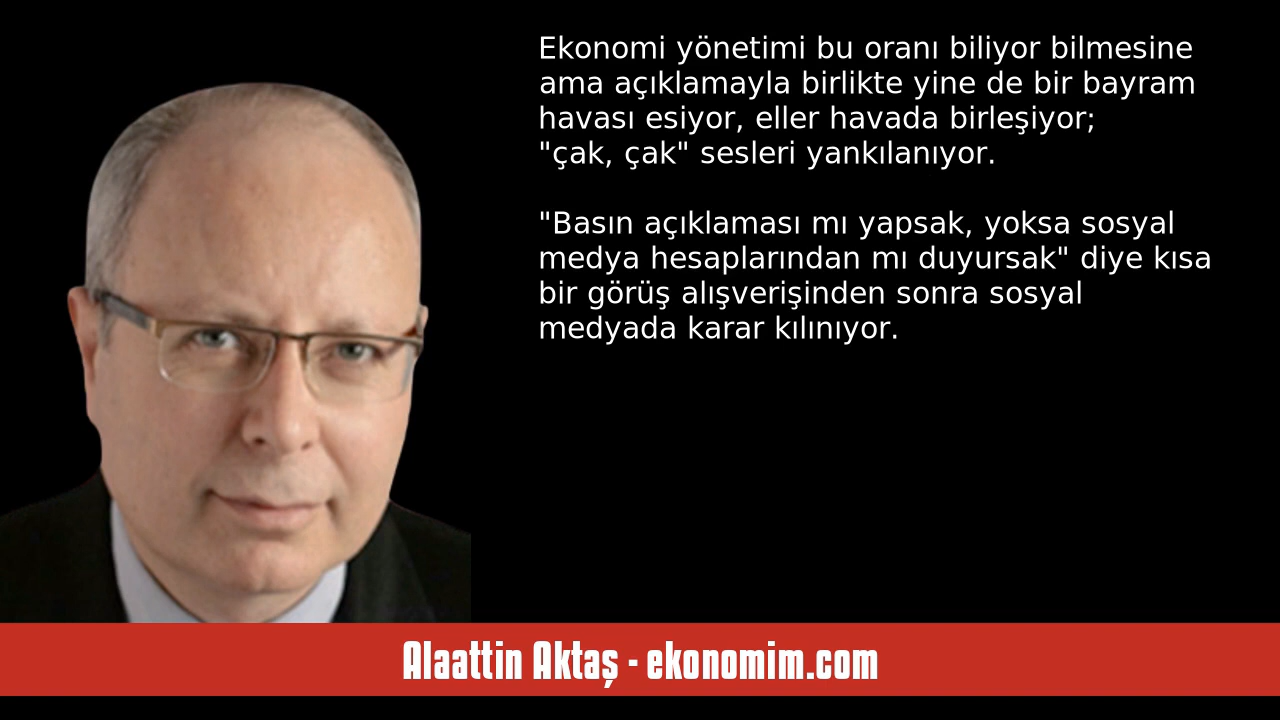 Ekonomi yönetimi bu oranı biliyor bilmesine
ama açıklamayla birlikte yine de bir bayram
havası esiyor, eller havada birleşiyor;
"çak, çak" sesleri yankılanıyor.
"Basın açıklaması mı yapsak, yoksa sosyal
medya hesaplarından mı duyursak" diye kısa
bir görüş alışverişinden sonra sosyal
medyada karar kılınıyor.
Alaattin Aktaş - ekonomim.com